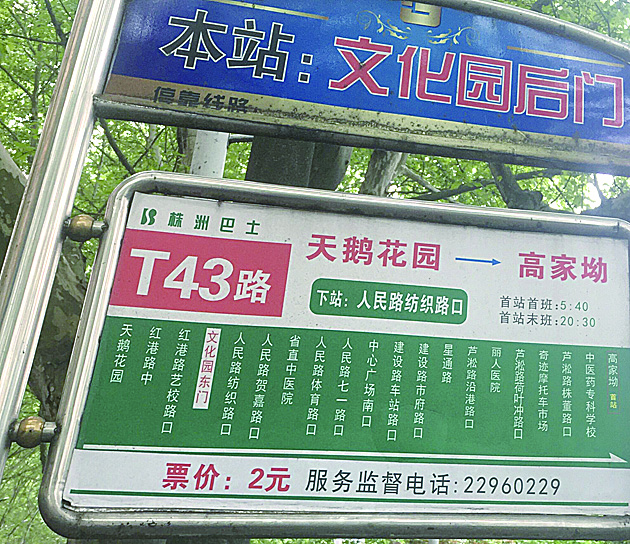 本站：文化园后门
停靠线路
株洲巴士
T43路
天鹅花园
高家坳
下站：人民路纺织路口
首站首班:5:40
首站末班:20:30
天鹅花园
红港路中
红港路艺校路口
文化园东门
人民路纺织路口
人民路贺嘉路口
省直中医院
人民路体育路口
人民路七一路口
中心广场南口
建设路车站路口
建设路市府路口
星通路
芦淞路沿港路口
丽人医院
芦淞路荷叶冲路口
奇迹摩托车市场
芦淞路株董路口
中医药专科学校
高家坳 首站
票价：2元 服务监督电话:22960229